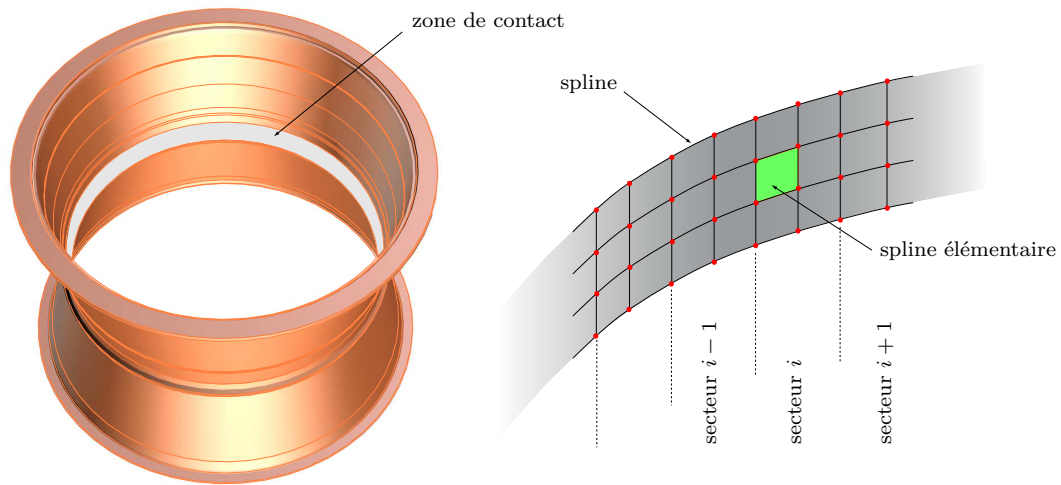 zone de contact
spline
spline élémentaire
secteur i − 1
secteur i
secteur i + 1